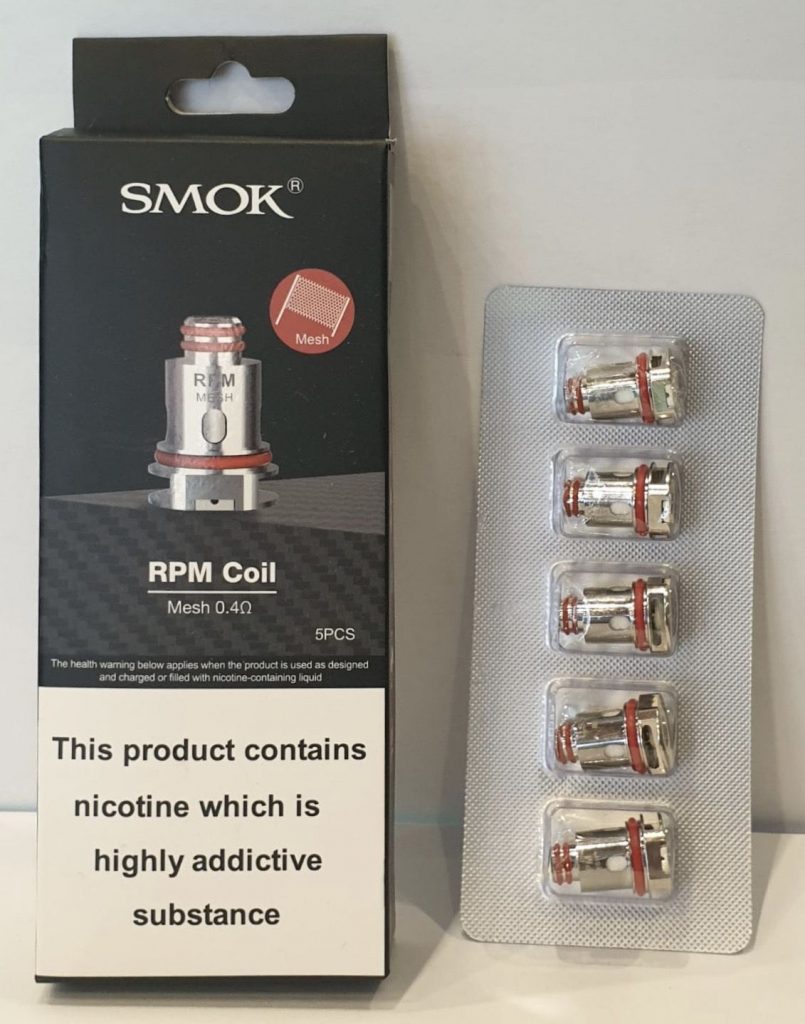 SMOK®
Mesh
RPM
MESH
RPM Coil
Mesh 0.4Ω
5PCS
The health warning below applies when the product is used as designed
and charged or filled with nicotine-containing liquid
This product contains
nicotine which is
highly addictive
substance